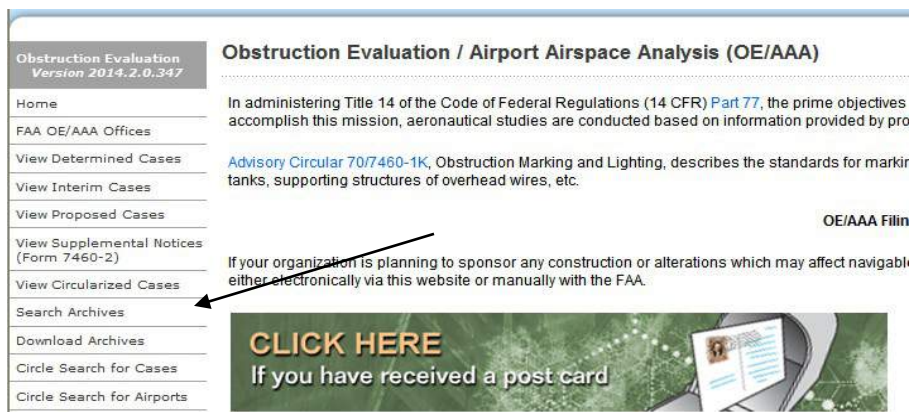 Obstruction Evaluation
Version 2014.2.0.347
Home
FAA OE/AAA Offices
View Determined Cases
View Interim Cases
View Proposed Cases
View Supplemental Notices
(Form 7460-2)
View Circularized Cases
Search Archives
Download Archives
Circle Search for Cases
Circle Search for Airports
Obstruction Evaluation / Airport Airspace Analysis (OE/AAA)
In administering Title 14 of the Code of Federal Regulations (14 CFR) Part 77, the prime objectives
accomplish this mission, aeronautical studies are conducted based on information provided by pro
Advisory Circular 70/7460-1K, Obstruction Marking and Lighting, describes the standards for markin
tanks, supporting structures of overhead wires, etc.
OE/AAA Filin
If your organization is planning to sponsor any construction or alterations which may affect navigable
either electronically via this website or manually with the FAA.
CLICK HERE
If you have received a post card